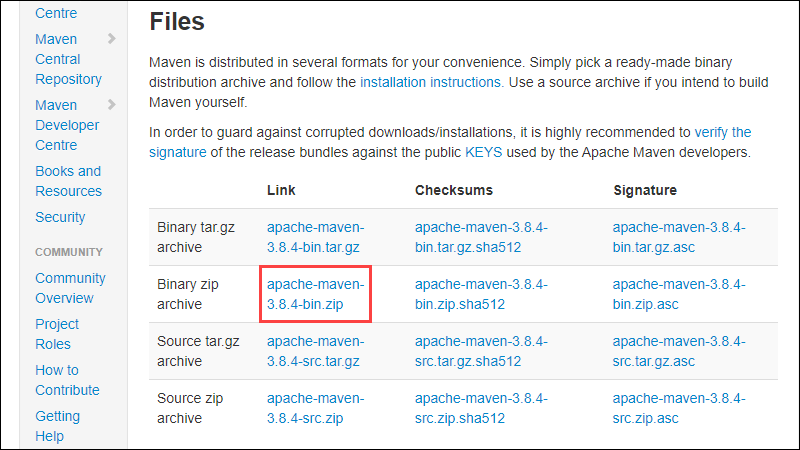 Centre
Maven
Central
Repository
Maven
Developer
Centre
Books and
Resources
Security
COMMUNITY
Community
Overview
Project
Roles
How to
Contribute
Getting
Help
Files
Maven is distributed in several formats for your convenience. Simply pick a ready-made binary
distribution archive and follow the installation instructions. Use a source archive if you intend to build
Maven yourself.
In order to guard against corrupted downloads/installations, it is highly recommended to verify the
signature of the release bundles against the public KEYS used by the Apache Maven developers.
Link Checksums Signature
Binary tar.gz apache-maven- apache-maven-3.8.4- apache-maven-3.8.4-
archive 3.8.4-bin.tar.gz bin.tar.gz.sha512 bin.tar.gz.asc
Binary zip apache-maven- apache-maven-3.8.4- apache-maven-3.8.4-
archive 3.8.4-bin.zip bin.zip.sha512 bin.zip.asc
Source tar.gz apache-maven- apache-maven-3.8.4- apache-maven-3.8.4-
archive 3.8.4-src.tar.gz src.tar.gz.sha512 src.tar.gz.asc
Source zip apache-maven- apache-maven-3.8.4- apache-maven-3.8.4-
archive 3.8.4-src.zip src.zip.sha512 src.zip.asc